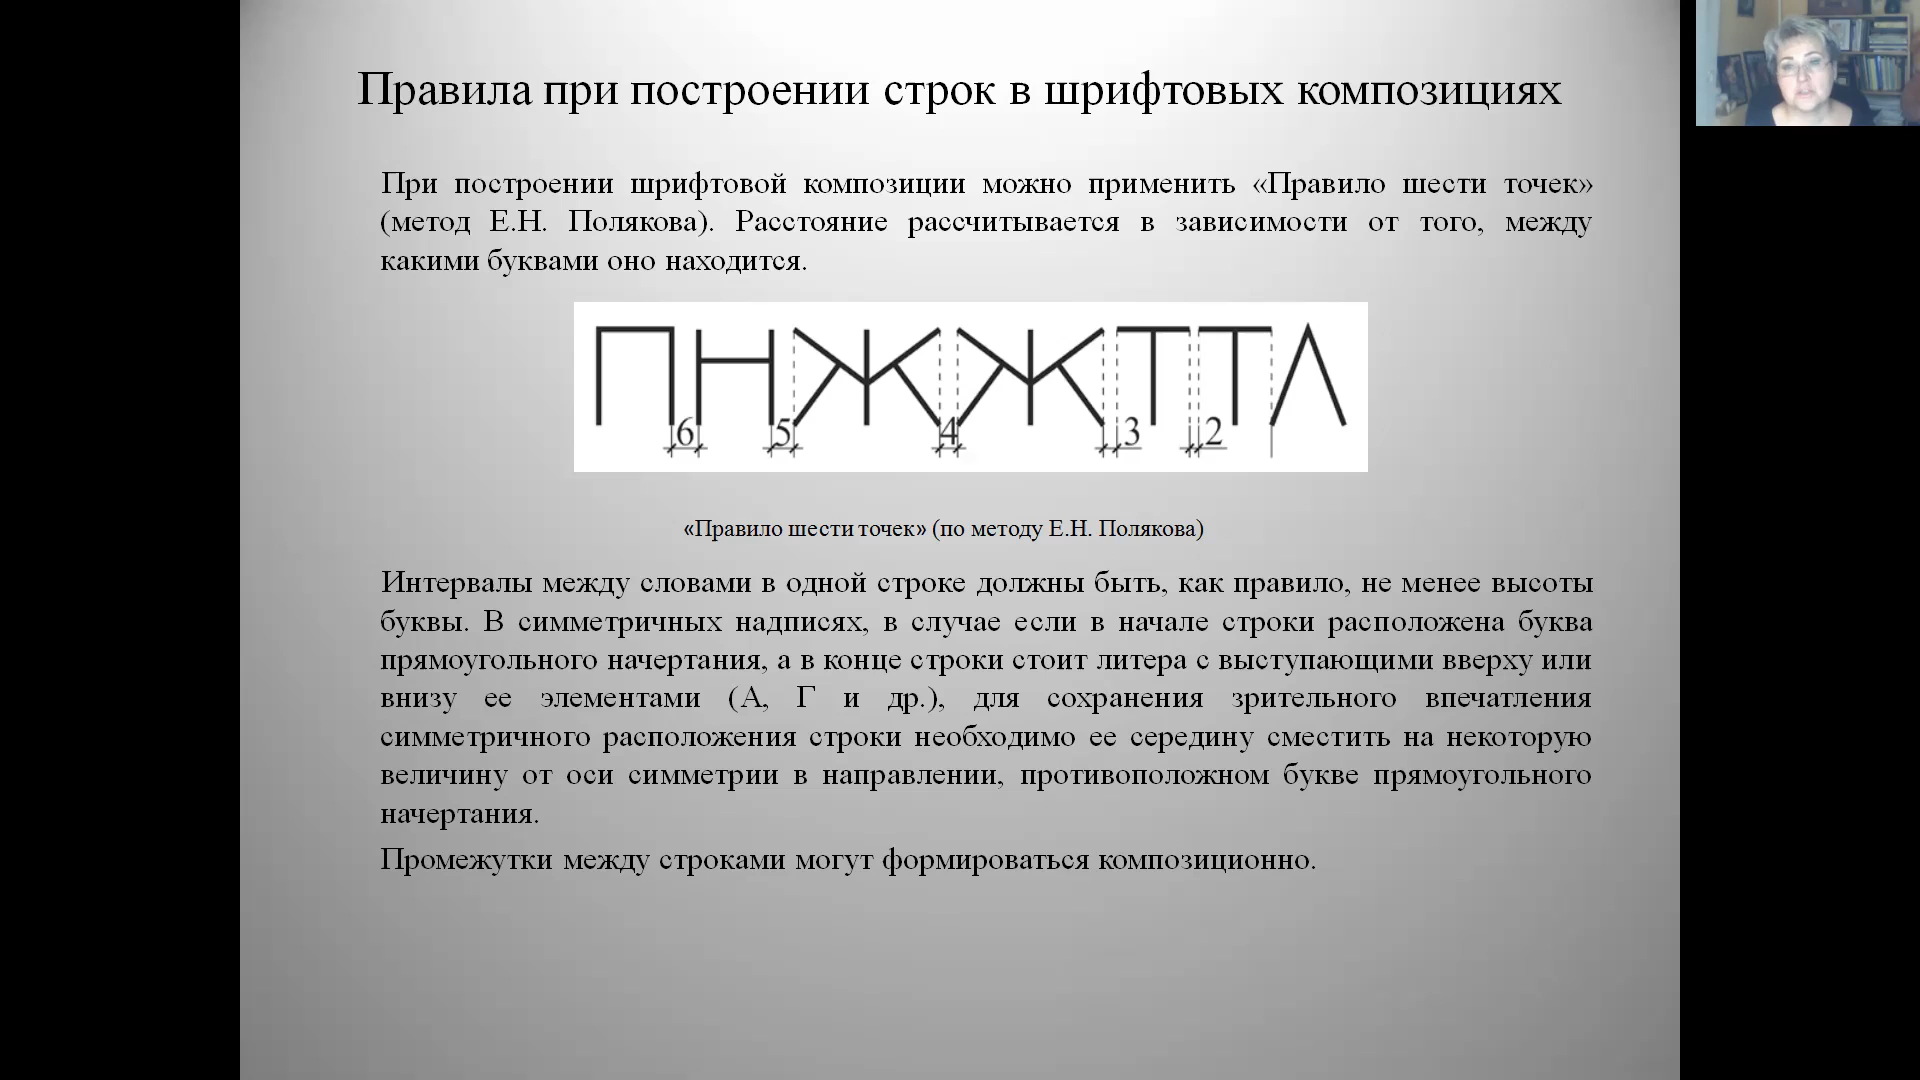 Правила при построении строк в шрифтовых композициях
При построении шрифтовой композиции можно применить «Правило шести точек»
(метод Е.Н. Полякова). Расстояние рассчитывается в зависимости от того, между
какими буквами оно находится.
ПНЖЖТТЛ
6 5 4 3 2
«Правило шести точек» (по методу Е.Н. Полякова)
Интервалы между словами в одной строке должны быть, как правило, не менее высоты
буквы. В симметричных надписях, в случае если в начале строки расположена буква
прямоугольного начертания, а в конце строки стоит литера с выступающими вверху или
внизу ее элементами (А, Г и др.), для сохранения зрительного впечатления
симметричного расположения строки необходимо ее середину сместить на некоторую
величину от оси симметрии в направлении, противоположном букве прямоугольного
начертания.
Промежутки между строками могут формироваться композиционно.